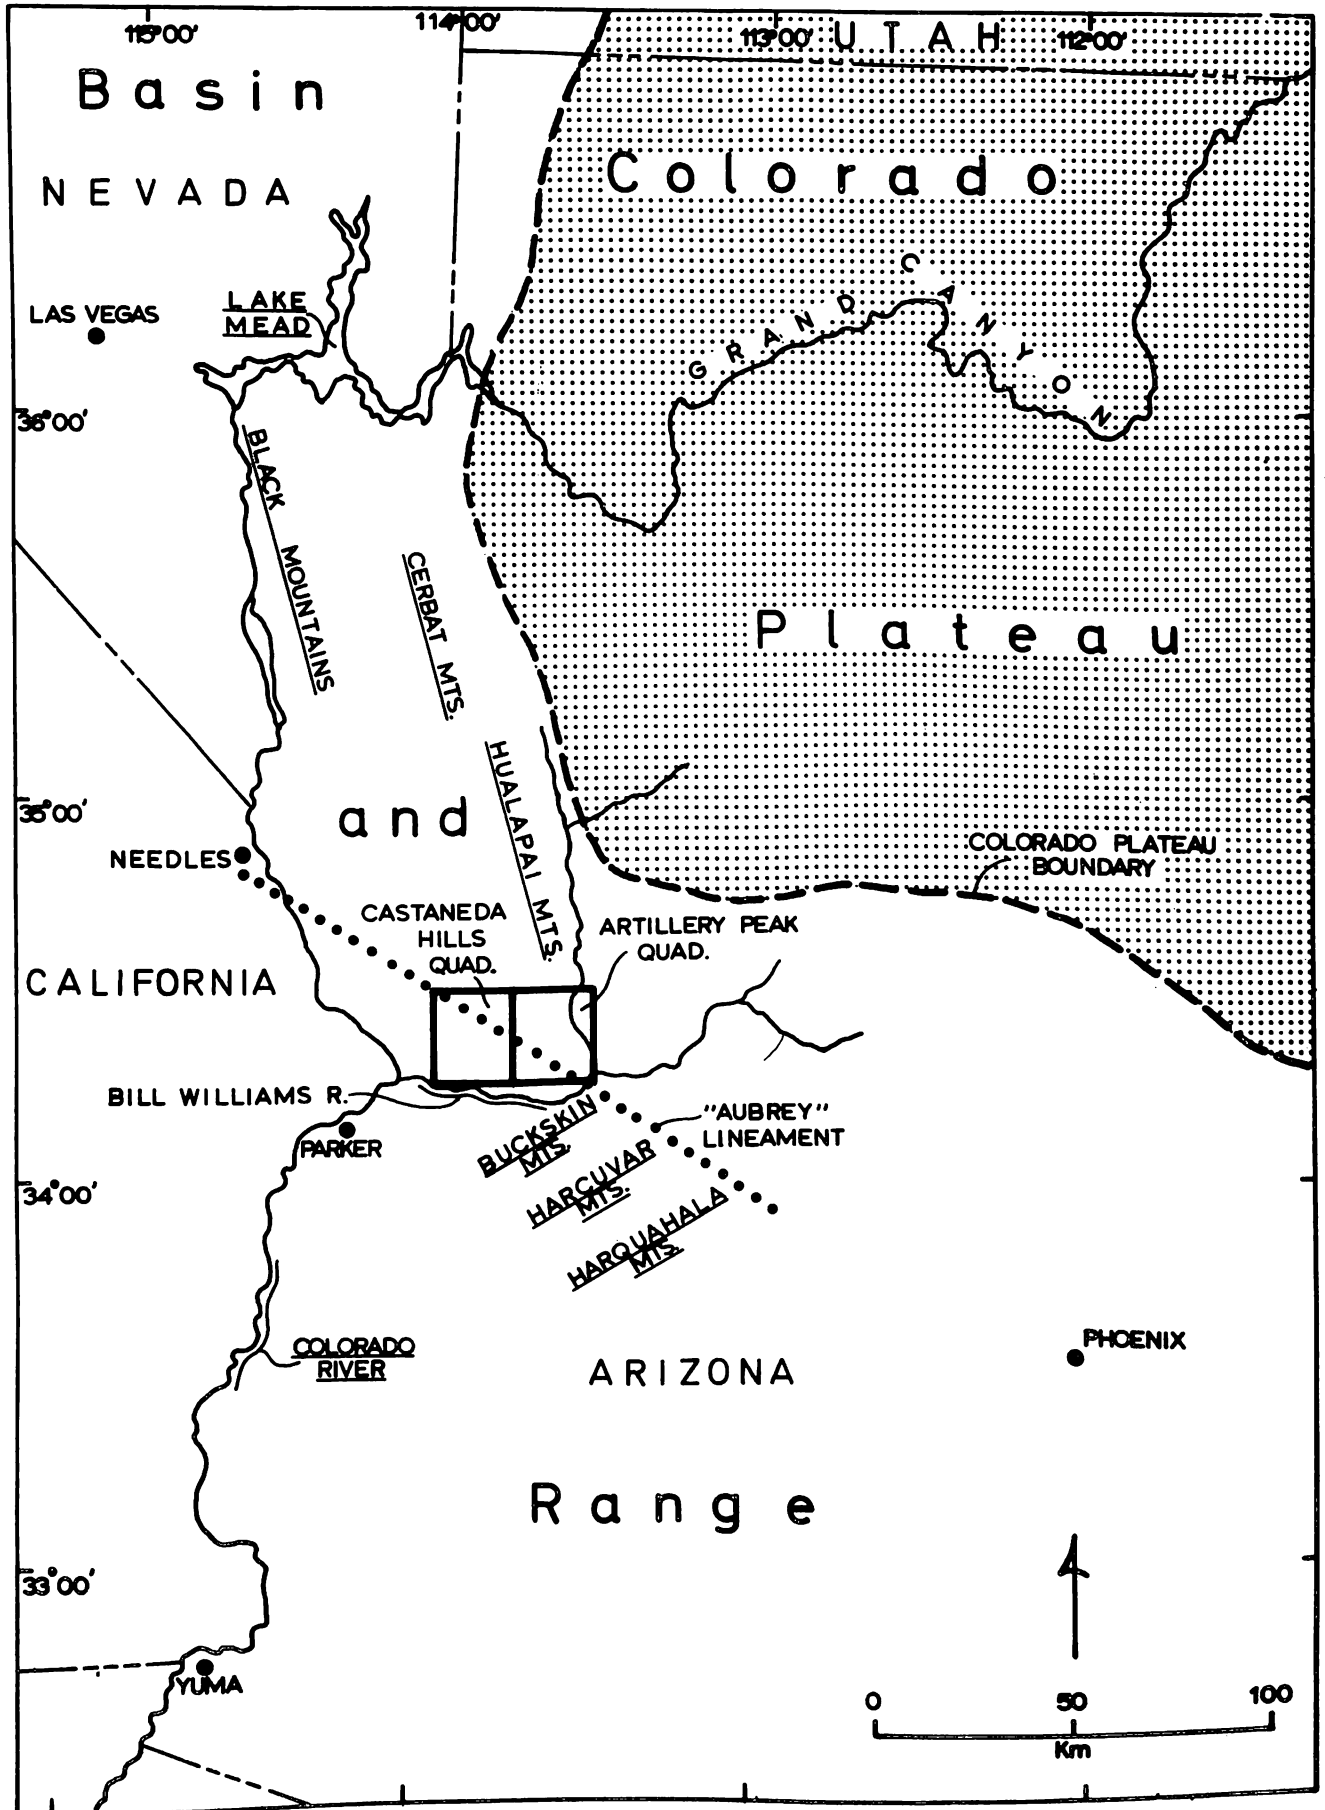 115°00'
114°00'
113°00'
UTAH
112°00'
Basin
NEVADA
Colorado
LAS VEGAS
LAKE
MEAD
GRAND CANYON
36°00'
BLACK MOUNTAINS
CERBAT MTS.
Plateau
HUALAPAI MTS.
35°00'
and
NEEDLES
COLORADO PLATEAU
BOUNDARY
CASTANEDA
HILLS
QUAD.
ARTILLERY PEAK
QUAD.
CALIFORNIA
BILL WILLIAMS R.
PARKER
"AUBREY"
LINEAMENT
BUCKSKIN
MTS.
HARCUVAR
MTS.
HARQUAHALA
MTS.
34°00'
COLORADO
RIVER
ARIZONA
PHOENIX
Range
33°00'
YUMA
0 50 100
Km